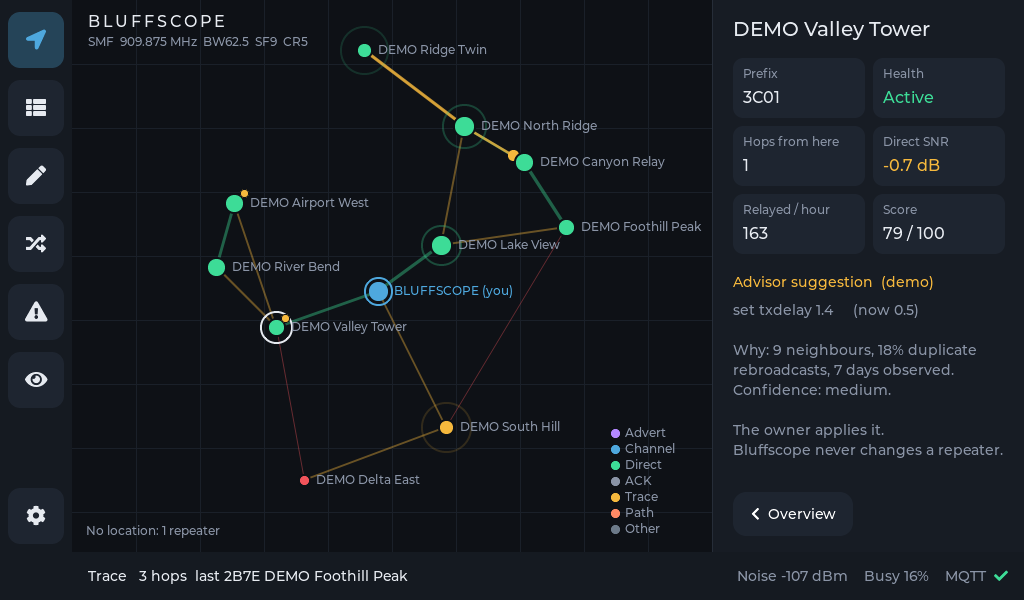 BLUFFSCOPE
SMF 909.875 MHz BW62.5 SF9 CR5
DEMO Ridge Twin
DEMO North Ridge
DEMO Canyon Relay
DEMO Airport West
DEMO Foothill Peak
DEMO Lake View
DEMO River Bend
BLUFFSCOPE (you)
DEMO Valley Tower
DEMO South Hill
DEMO Delta East
Advert
Channel
Direct
ACK
Trace
Path
Other
No location: 1 repeater
DEMO Valley Tower
Prefix
3C01
Health
Active
Hops from here
1
Direct SNR
-0.7 dB
Relayed / hour
163
Score
79 / 100
Advisor suggestion (demo)
set txdelay 1.4 (now 0.5)
Why: 9 neighbours, 18% duplicate
rebroadcasts, 7 days observed.
Confidence: medium.
The owner applies it.
Bluffscope never changes a repeater.
Overview
Trace 3 hops last 2B7E DEMO Foothill Peak
Noise -107 dBm Busy 16% MQTT